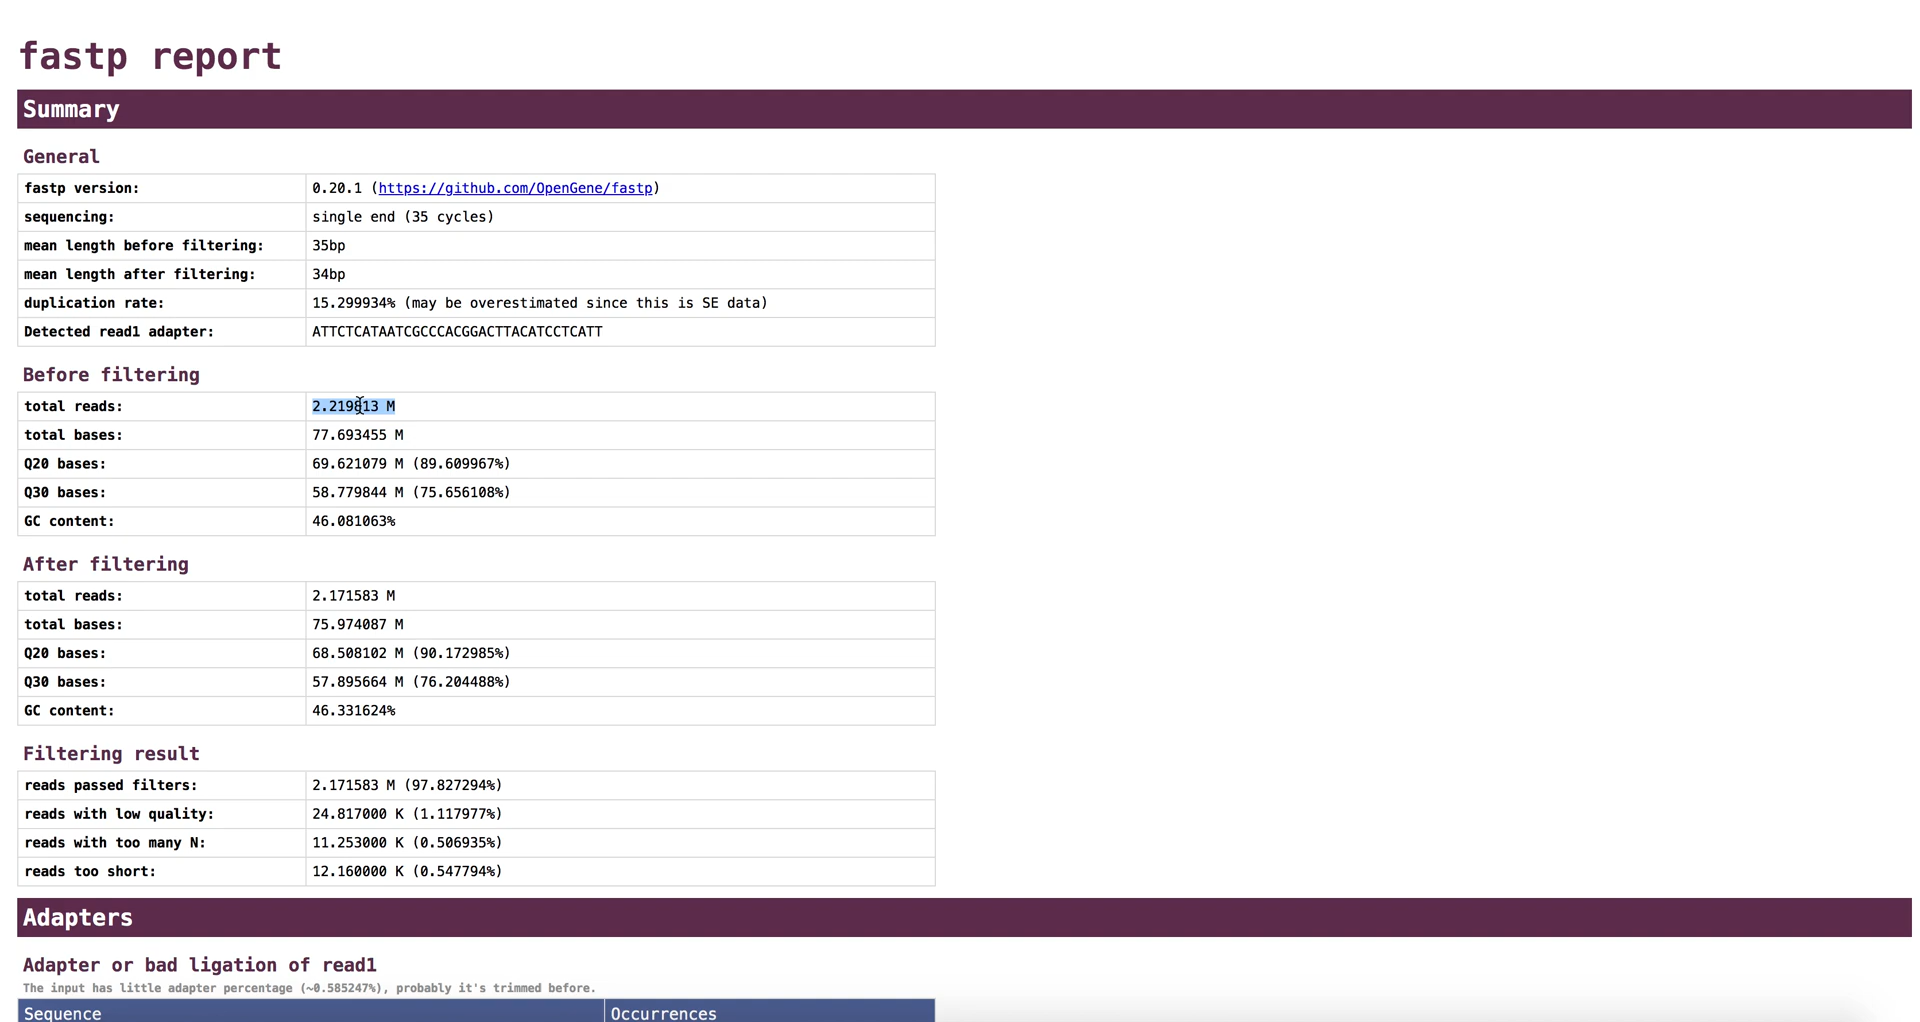 fastp report
Summary
General
fastp version: 0.20.1 (https://github.com/OpenGene/fastp)
sequencing: single end (35 cycles)
mean length before filtering: 35bp
mean length after filtering: 34bp
duplication rate: 15.299934% (may be overestimated since this is SE data)
Detected read1 adapter: ATTCTCATAATCGCCCACGGACTTACATCCTCATT
Before filtering
total reads: 2.219813 M
total bases: 77.693455 M
Q20 bases: 69.621079 M (89.609967%)
Q30 bases: 58.779844 M (75.656108%)
GC content: 46.081063%
After filtering
total reads: 2.171583 M
total bases: 75.974087 M
Q20 bases: 68.508102 M (90.172985%)
Q30 bases: 57.895664 M (76.204488%)
GC content: 46.331624%
Filtering result
reads passed filters: 2.171583 M (97.827294%)
reads with low quality: 24.817000 K (1.117977%)
reads with too many N: 11.253000 K (0.506935%)
reads too short: 12.160000 K (0.547794%)
Adapters
Adapter or bad ligation of read1
The input has little adapter percentage (~0.585247%), probably it's trimmed before.
Sequence Occurrences